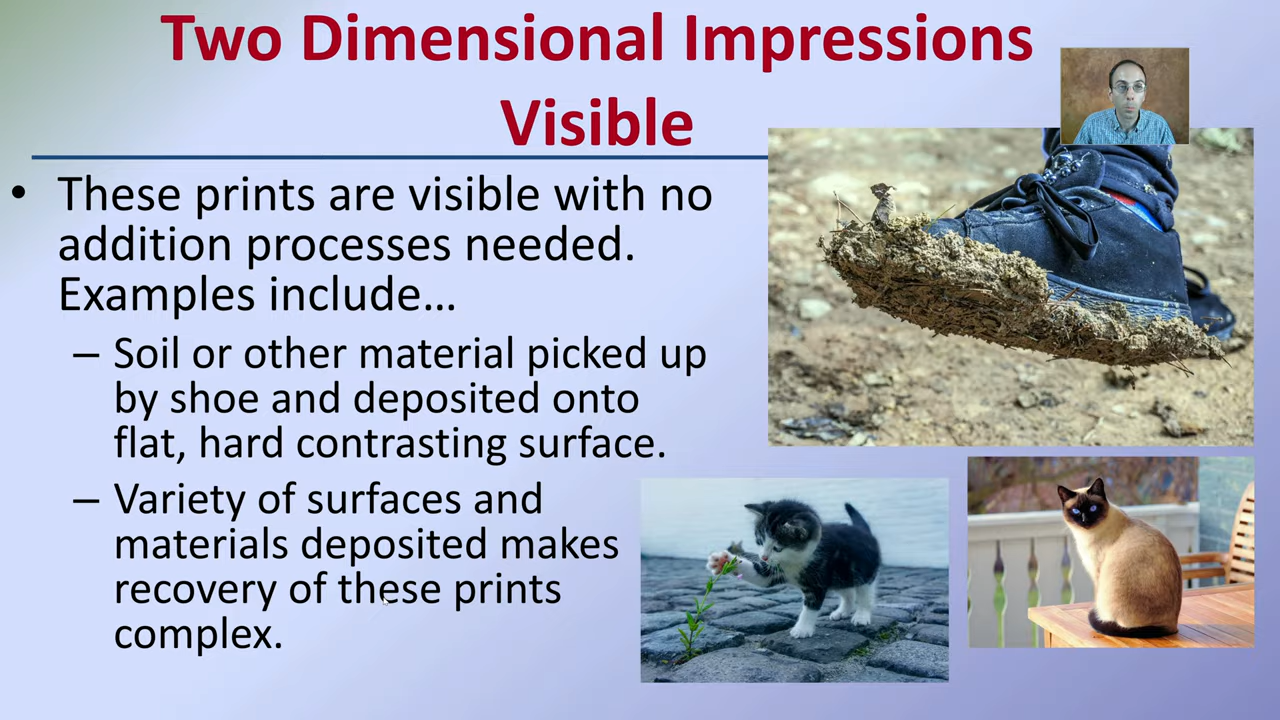 Two Dimensional Impressions
Visible
• These prints are visible with no
addition processes needed.
Examples include…
– Soil or other material picked up
by shoe and deposited onto
flat, hard contrasting surface.
– Variety of surfaces and
materials deposited makes
recovery of these prints
complex.